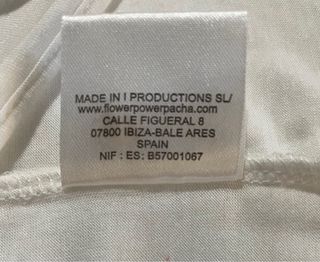 MADE IN I PRODUCTIONS SL/
www.flowerpowerpacha.com
CALLE FIGUERAL 8
07800 IBIZA-BALE ARES
SPAIN
NIF : ES: B57001067